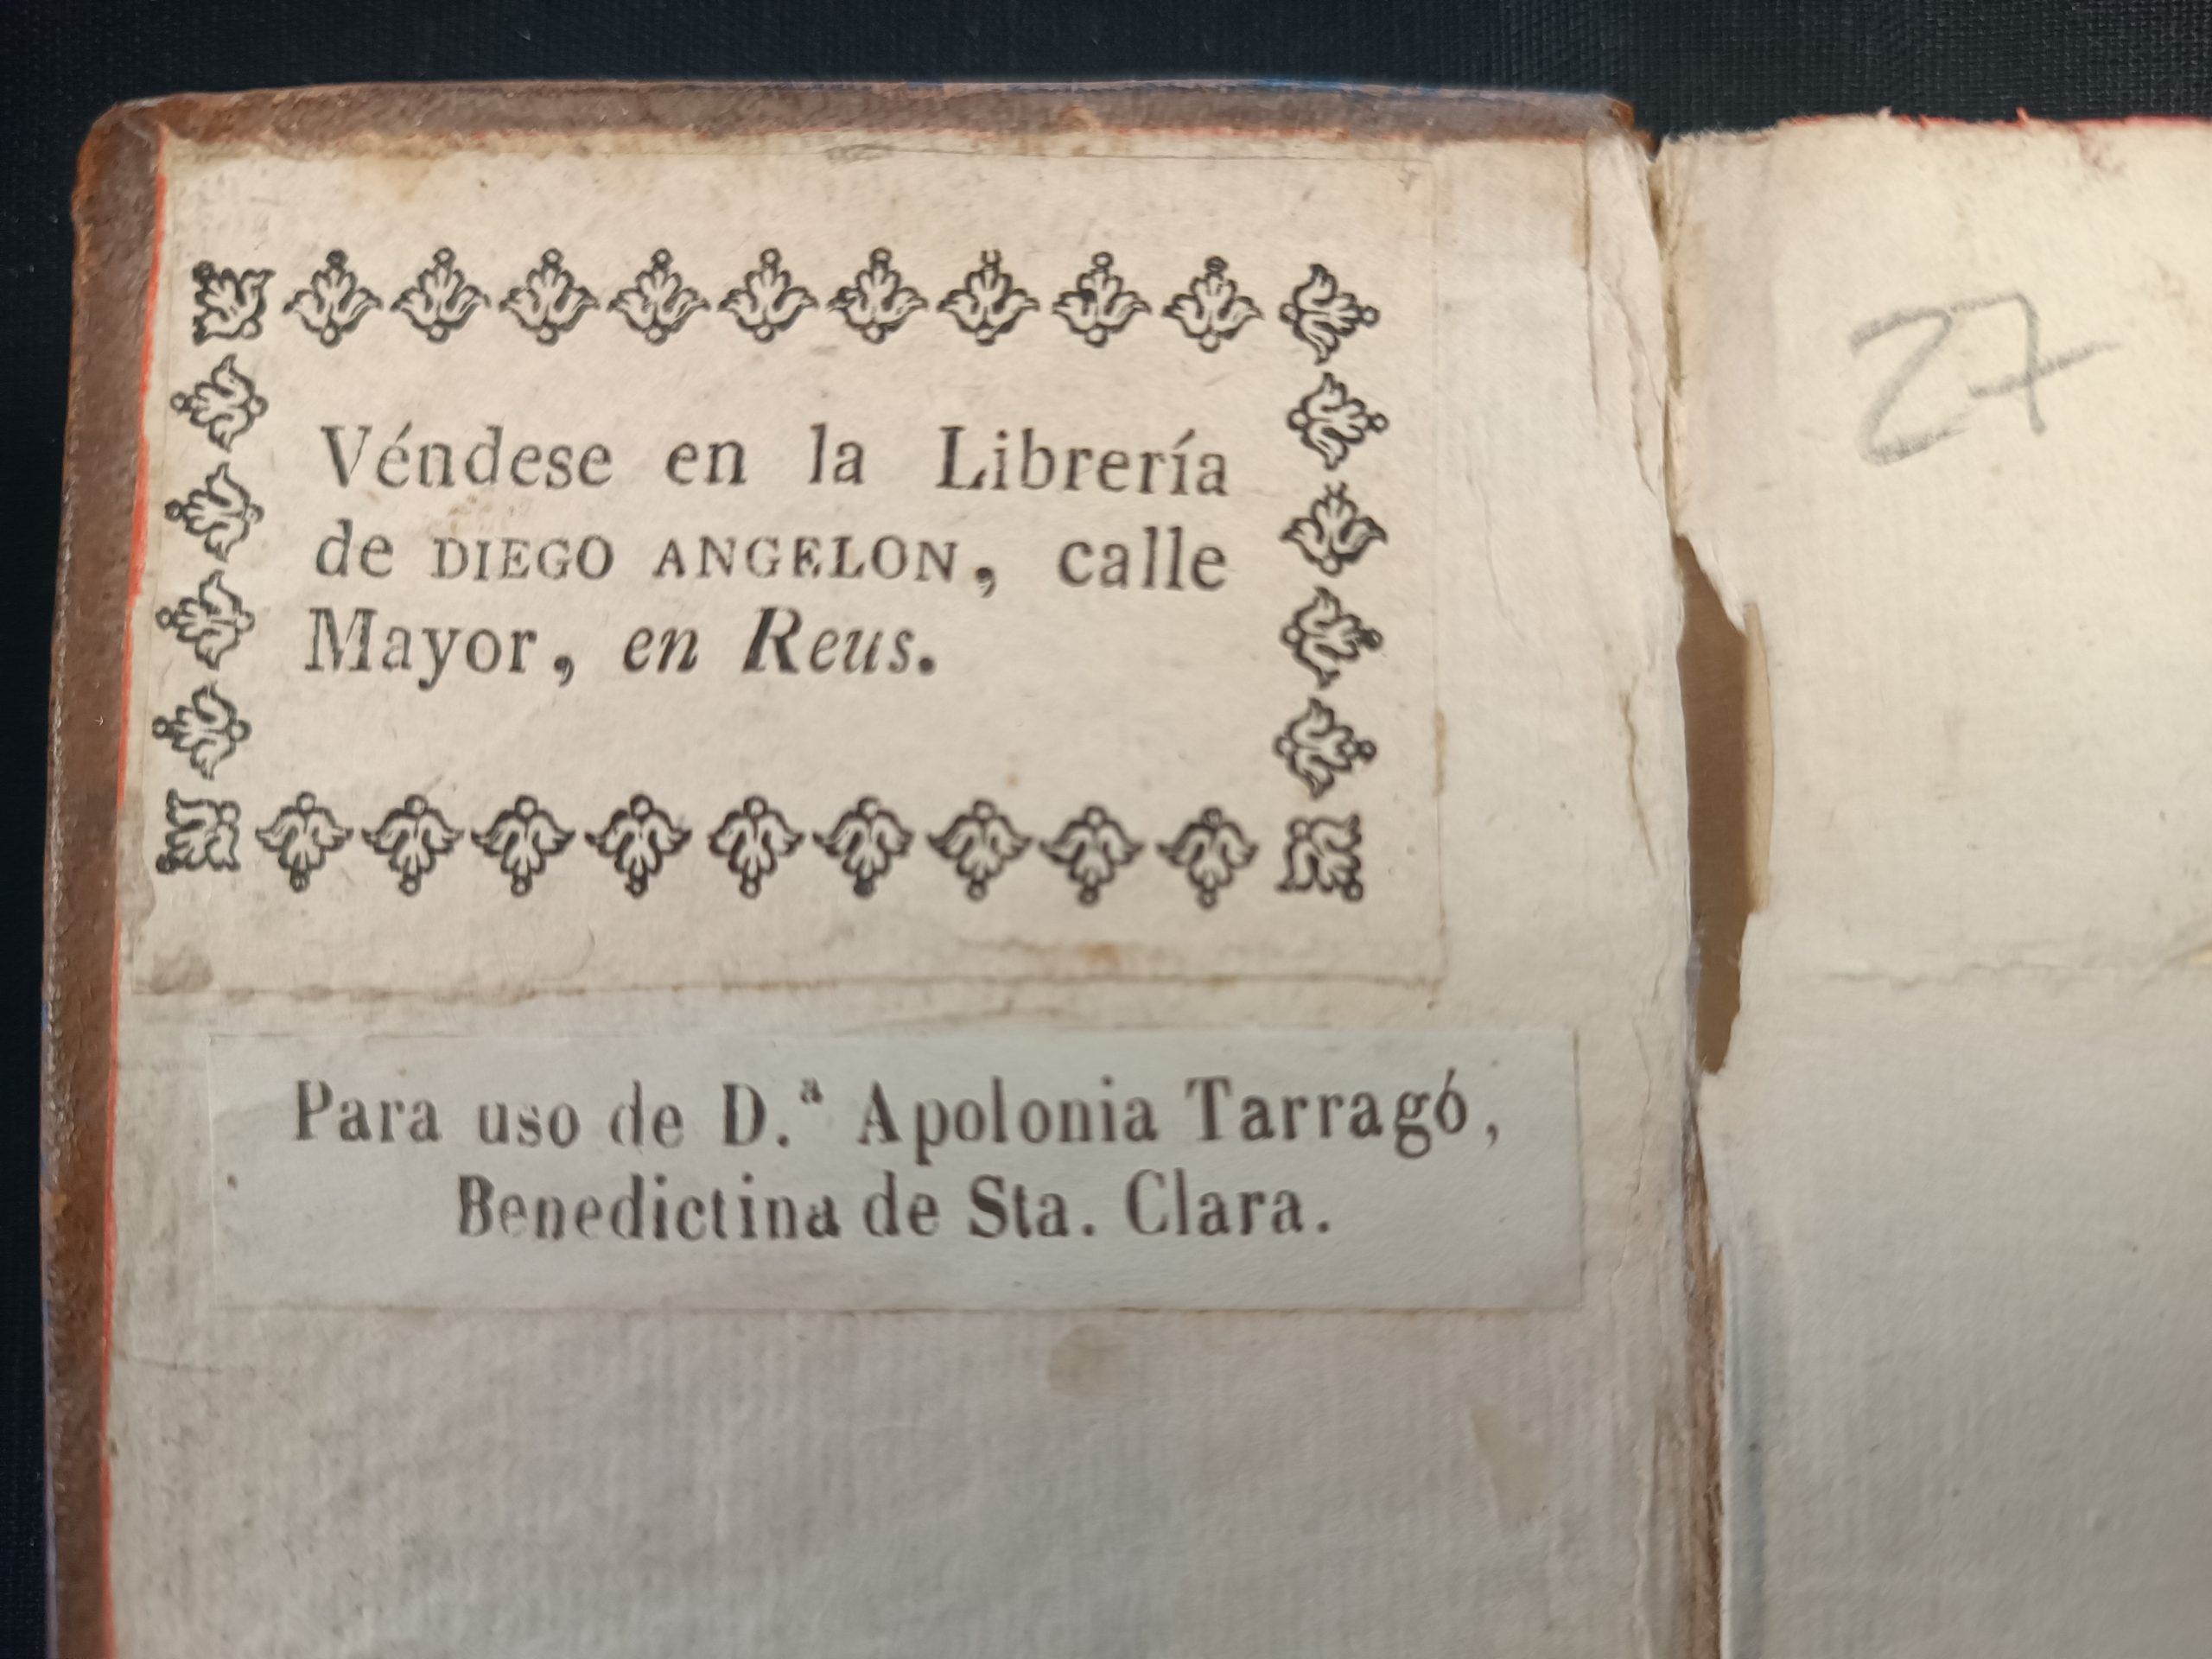 Véndese en la Librería
de DIEGO ANGELON, calle
Mayor, en Reus.
Para uso de D.ª Apolonia Tarragó,
Benedictina de Sta. Clara.
27